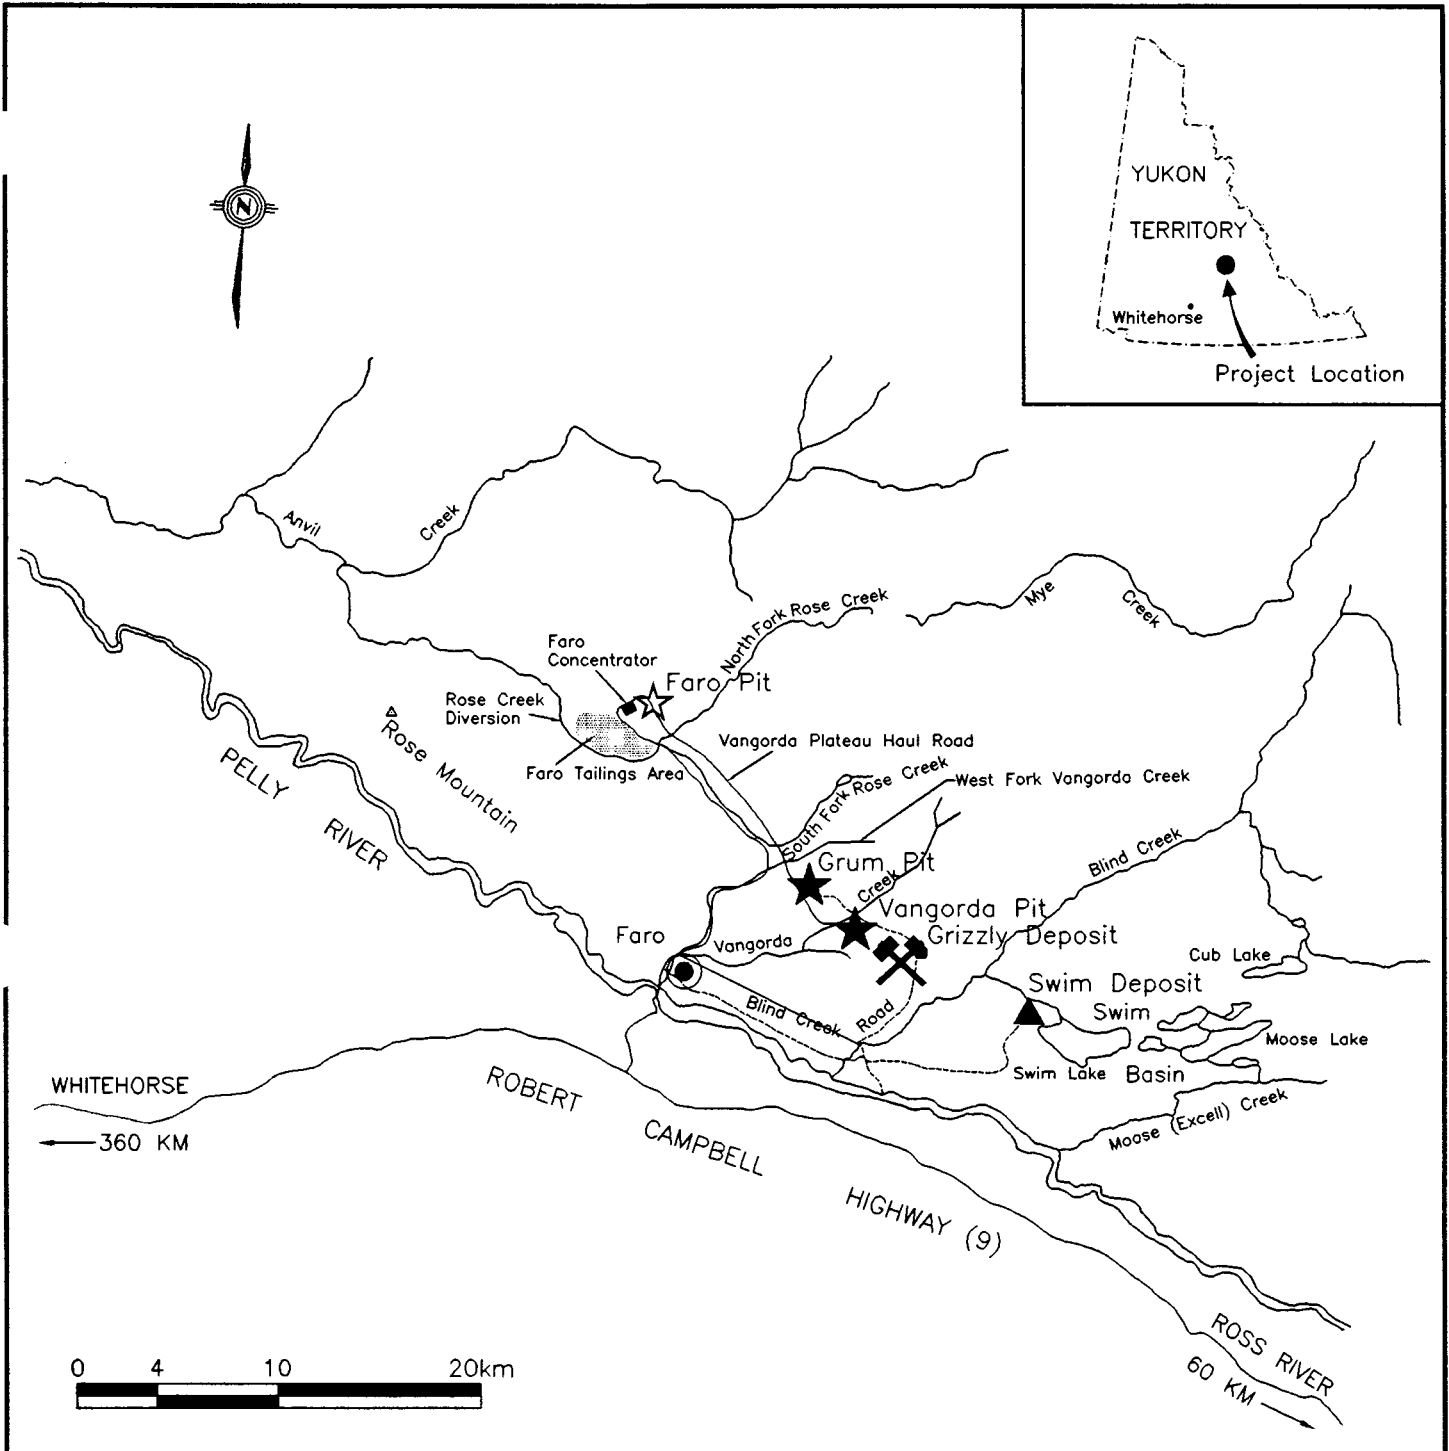 N
YUKON
TERRITORY
Whitehorse
Project Location
Anvil
Creek
Mye
Creek
North Fork Rose Creek
Faro
Concentrator
Faro Pit
Rose Creek
Diversion
Faro Tailings Area
Rose Mountain
Vangorda Plateau Haul Road
South Fork Rose Creek
West Fork Vangorda Creek
PELLY
RIVER
Grum Pit
Creek
Blind Creek
Vangorda Pit
Faro
Vangorda
Grizzly Deposit
Cub Lake
Swim Deposit
Blind Creek
Road
Swim
Moose Lake
Swim Lake
Basin
Moose (Excell) Creek
WHITEHORSE
360 KM
ROBERT
CAMPBELL
HIGHWAY (9)
ROSS RIVER
60 KM
0 4 10 20km